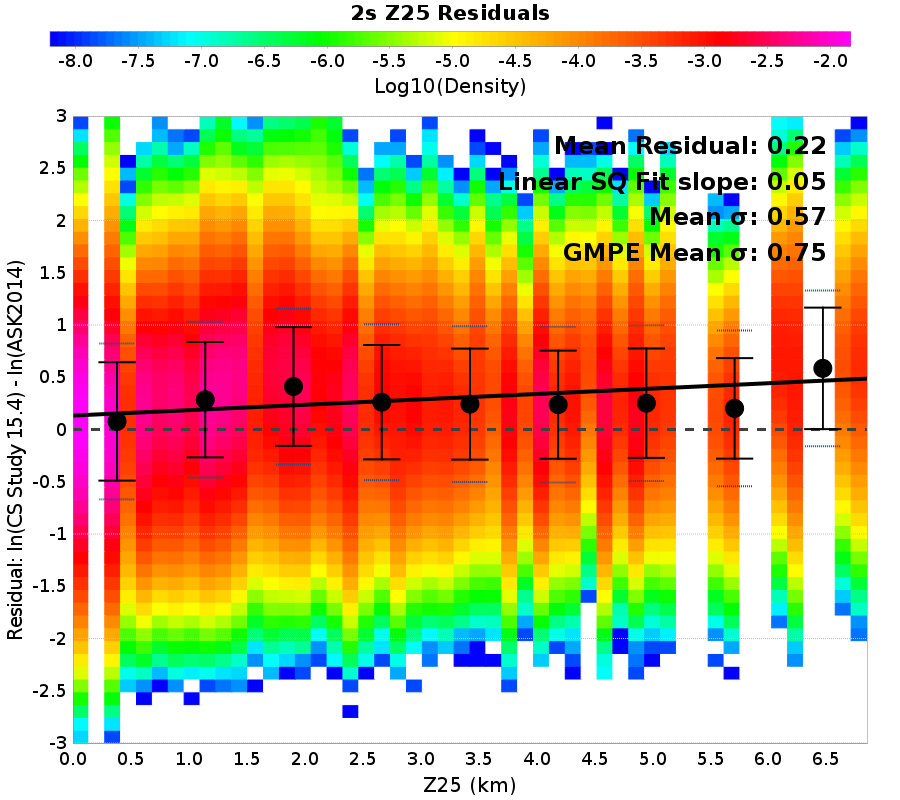 2s Z25 Residuals
-8.0 -7.5 -7.0 -6.5 -6.0 -5.5 -5.0 -4.5 -4.0 -3.5 -3.0 -2.5 -2.0
Log10(Density)
Mean Residual: 0.22
Linear SQ Fit slope: 0.05
Mean σ: 0.57
GMPE Mean σ: 0.75
Residual: ln(CS Study 15.4) - ln(ASK2014)
3
2.5
2
1.5
1
0.5
0
-0.5
-1
-1.5
-2
-2.5
-3
0.0 0.5 1.0 1.5 2.0 2.5 3.0 3.5 4.0 4.5 5.0 5.5 6.0 6.5
Z25 (km)